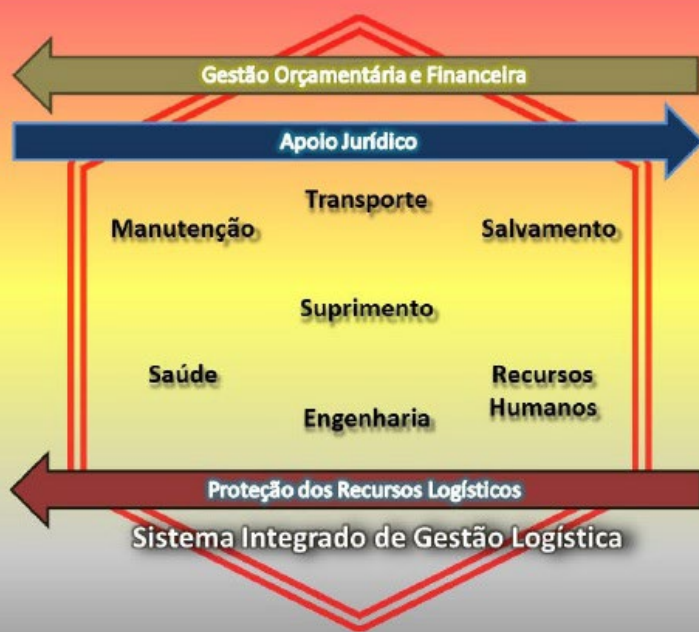 Gestão Orçamentária e Financeira
Apoio Jurídico
Transporte
Manutenção
Salvamento
Suprimento
Saúde
Recursos
Humanos
Engenharia
Proteção dos Recursos Logísticos
Sistema Integrado de Gestão Logística